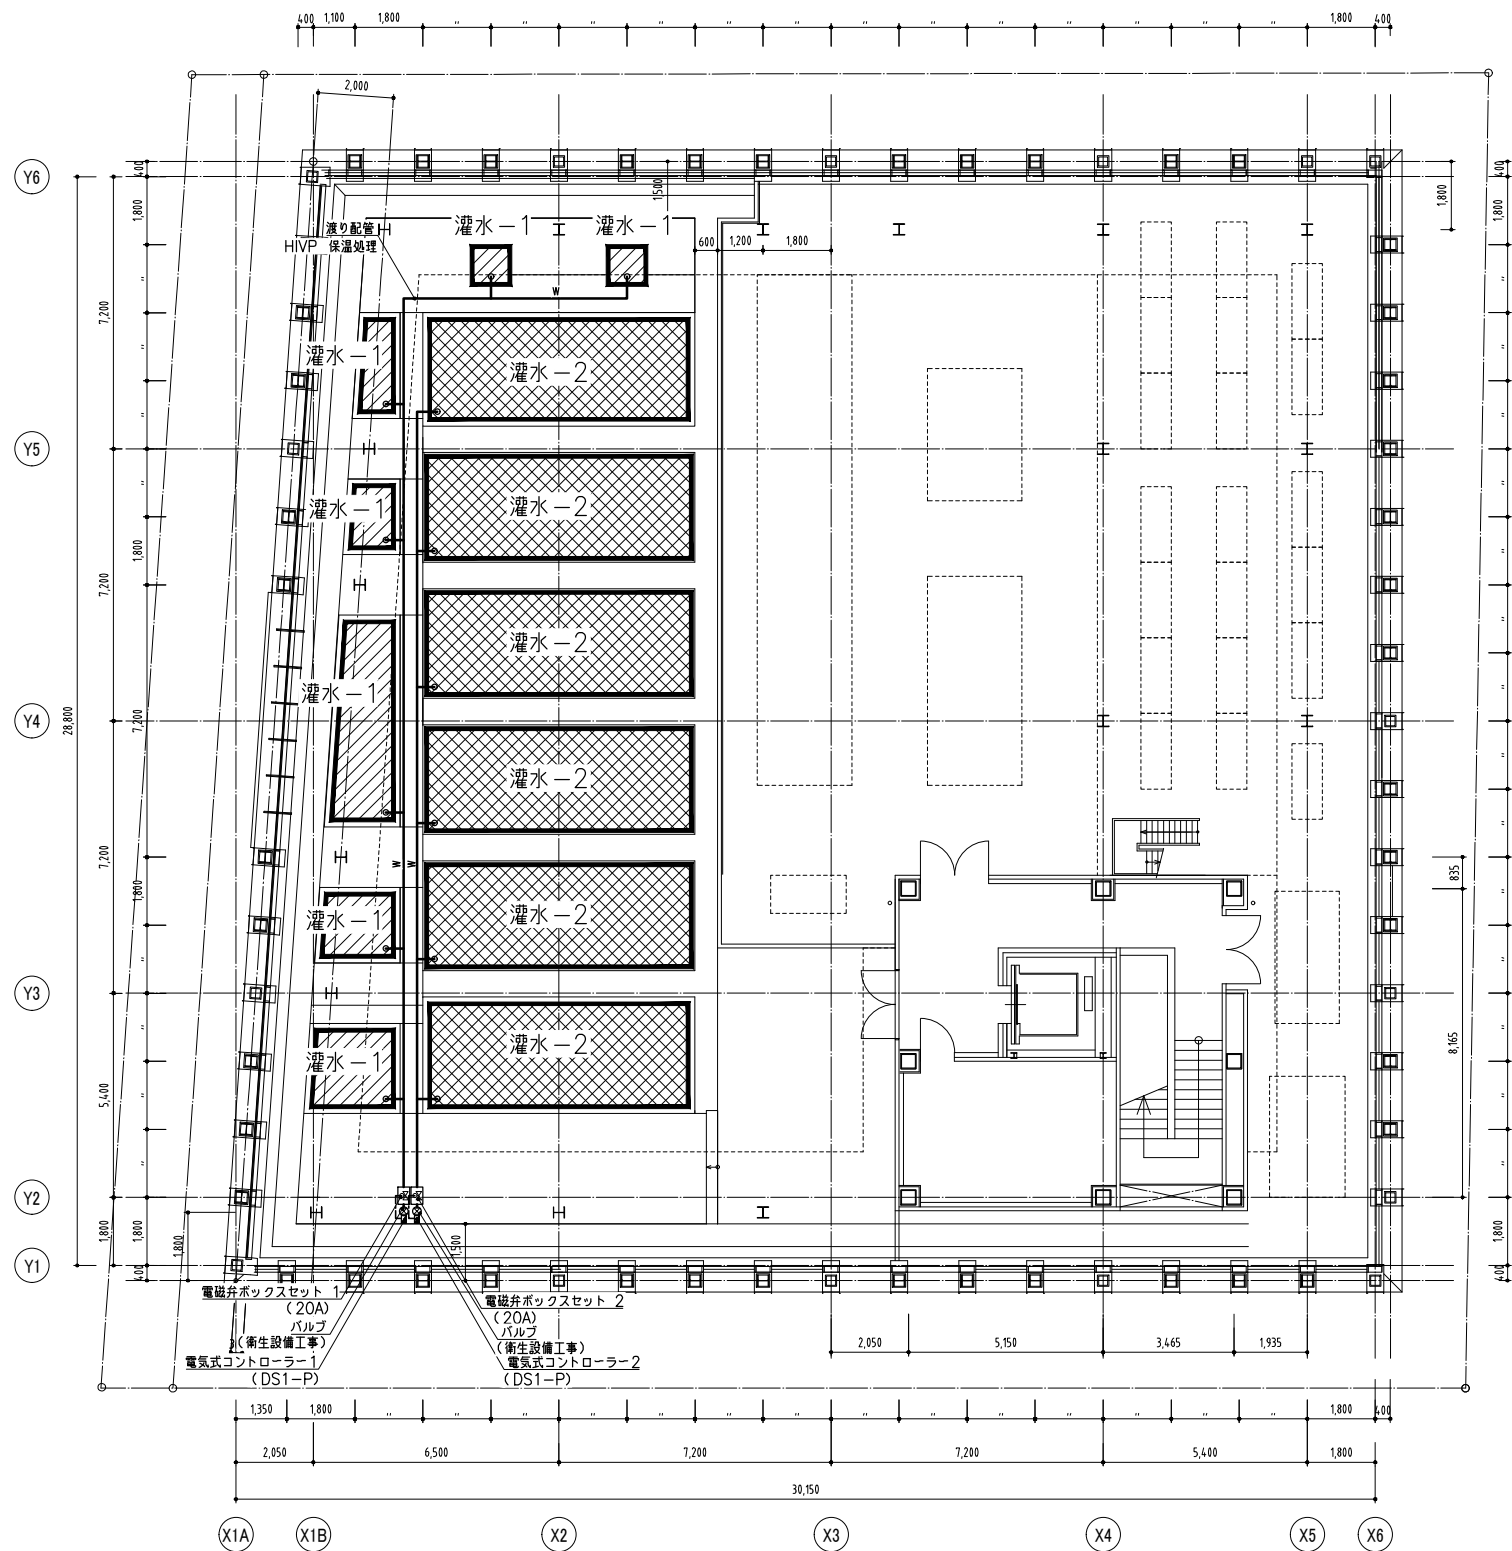 400 1,100 1,800 〃 〃 〃 〃 〃 〃 〃 〃 〃 〃 〃 〃 〃 1,800 400
2,000
Y6
400
1,500
400
1,800
1,800
1,800
渡り配管
HIVP 保温処理
灌水－1
灌水－1
600 1,200 1,800
W
7,200
〃
〃
灌水－1
灌水－2
Y5
7,200
〃
1,800
灌水－1
灌水－2
灌水－2
28,800
灌水－1
Y4
7,200
〃
〃
灌水－2
7,200
1,800
W W
835
灌水－1
灌水－2
Y3
5,400
〃
〃
灌水－1
灌水－2
8,165
Y2
1,800
1,800
1,800
1,500
1,800
Y1
400
400
電磁弁ボックスセット 1
(20A)
バルブ
(衛生設備工事)
電気式コントローラー1
(DS1-P)
電磁弁ボックスセット 2
(20A)
バルブ
(衛生設備工事)
電気式コントローラー2
(DS1-P)
2,050 5,150 3,465 1,935
1,350 1,800 〃 〃 〃 〃 〃 〃 〃 〃 〃 〃 〃 〃 〃 〃 1,800 400
2,050 6,500 7,200 7,200 5,400 1,800
30,150
X1A X1B X2 X3 X4 X5 X6